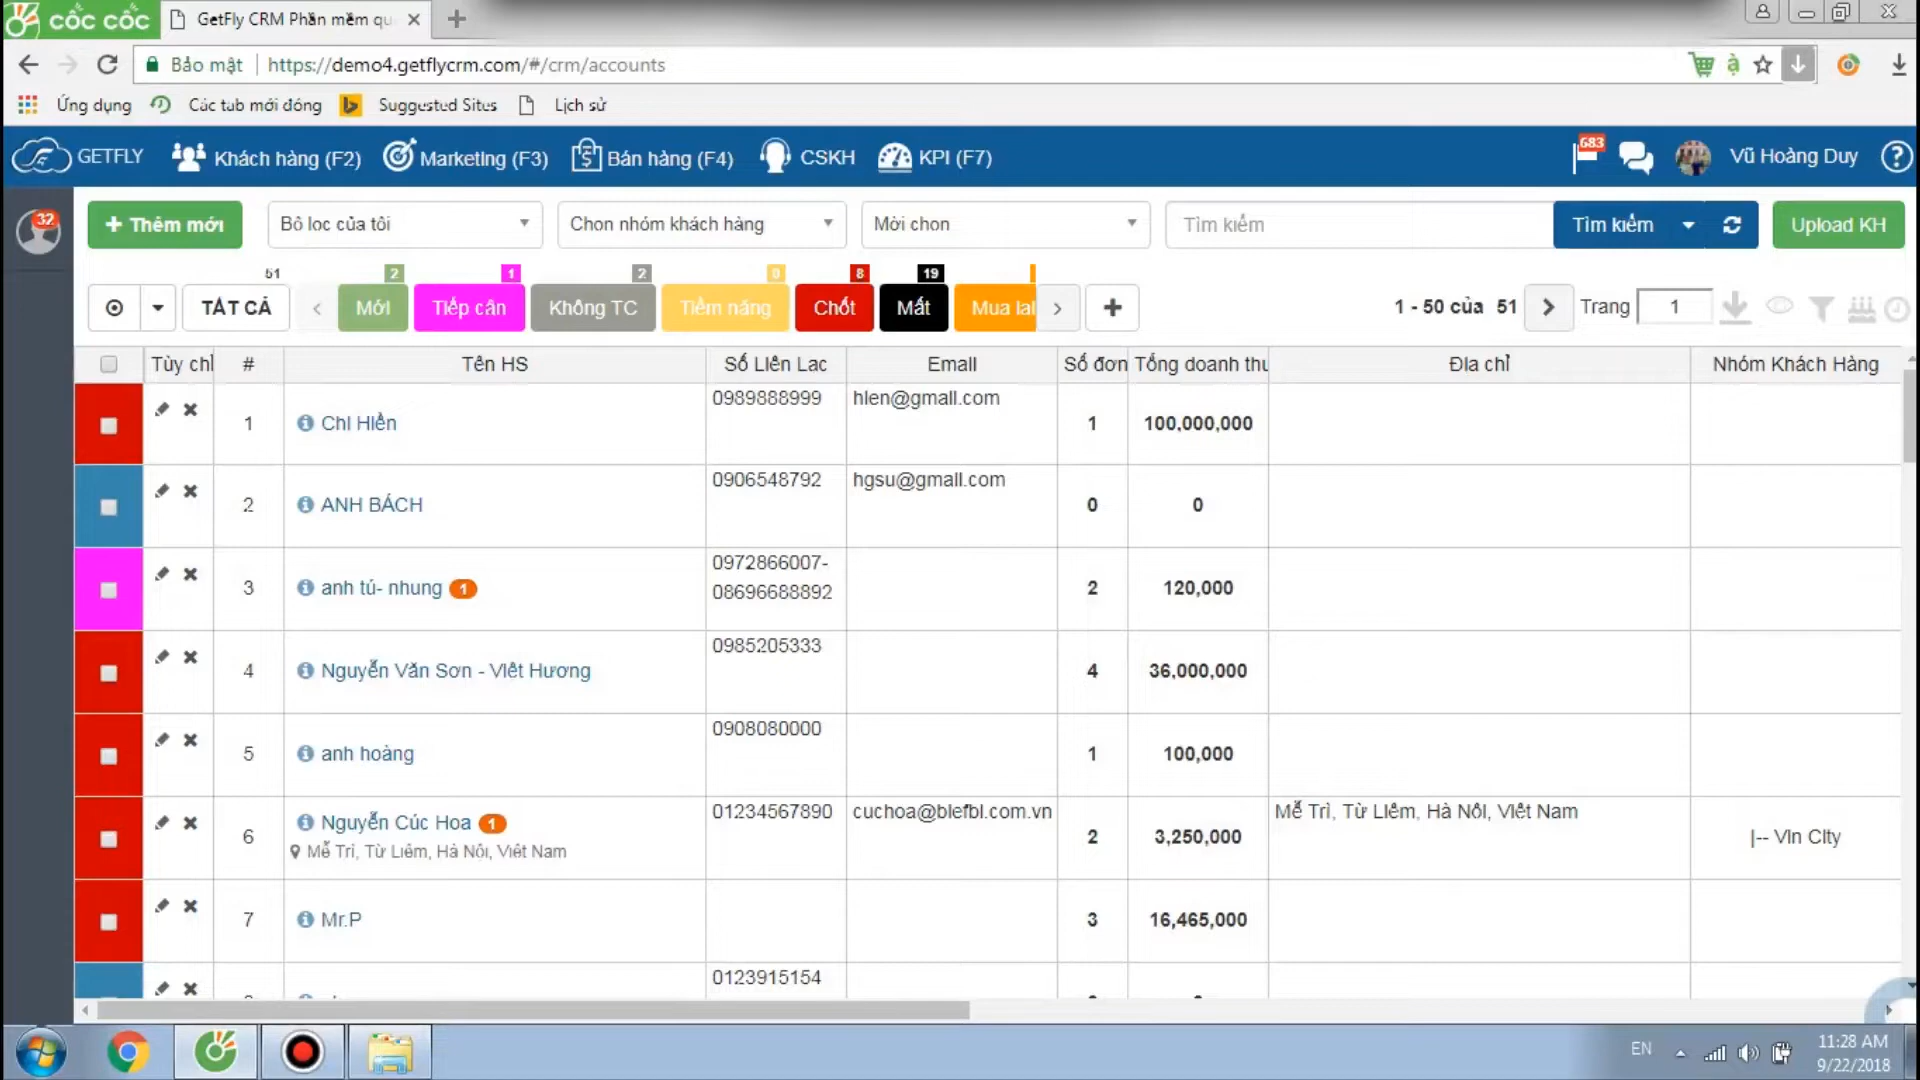 cốc cốc
GetFly CRM Phần mềm qu
Bảo mật
https://demo4.getflycrm.com/#/crm/accounts
Ứng dụng
Các tab mới đóng
Suggested Sites
Lịch sử
GETFLY
Khách hàng (F2)
Marketing (F3)
Bán hàng (F4)
CSKH
KPI (F7)
683
Vũ Hoàng Duy
32
Thêm mới
Bộ lọc của tôi
Chọn nhóm khách hàng
Mời chọn
Tìm kiếm
Tìm kiếm
Upload KH
51
2
1
2
0
8
19
TẤT CẢ
Mới
Tiếp cận
Không TC
Tiềm năng
Chốt
Mất
Mua lại
1 - 50 của 51
Trang
1
Tùy chỉ
#
Tên HS
Số Liên Lạc
Email
Số đơn
Tổng doanh thu
Địa chỉ
Nhóm Khách Hàng
1
Chị Hiền
0989888999
hien@gmail.com
1
100,000,000
2
ANH BÁCH
0906548792
hgsu@gmail.com
0
0
3
anh tú- nhung
1
0972866007-
08696688892
2
120,000
4
Nguyễn Văn Sơn - Việt Hương
0985205333
4
36,000,000
5
anh hoàng
0908080000
1
100,000
6
Nguyễn Cúc Hoa
1
Mễ Trì, Từ Liêm, Hà Nội, Việt Nam
01234567890
cuchoa@biefbi.com.vn
2
3,250,000
Mễ Trì, Từ Liêm, Hà Nội, Việt Nam
|-- Vin City
7
Mr.P
3
16,465,000
0123915154
EN
11:28 AM
9/22/2018